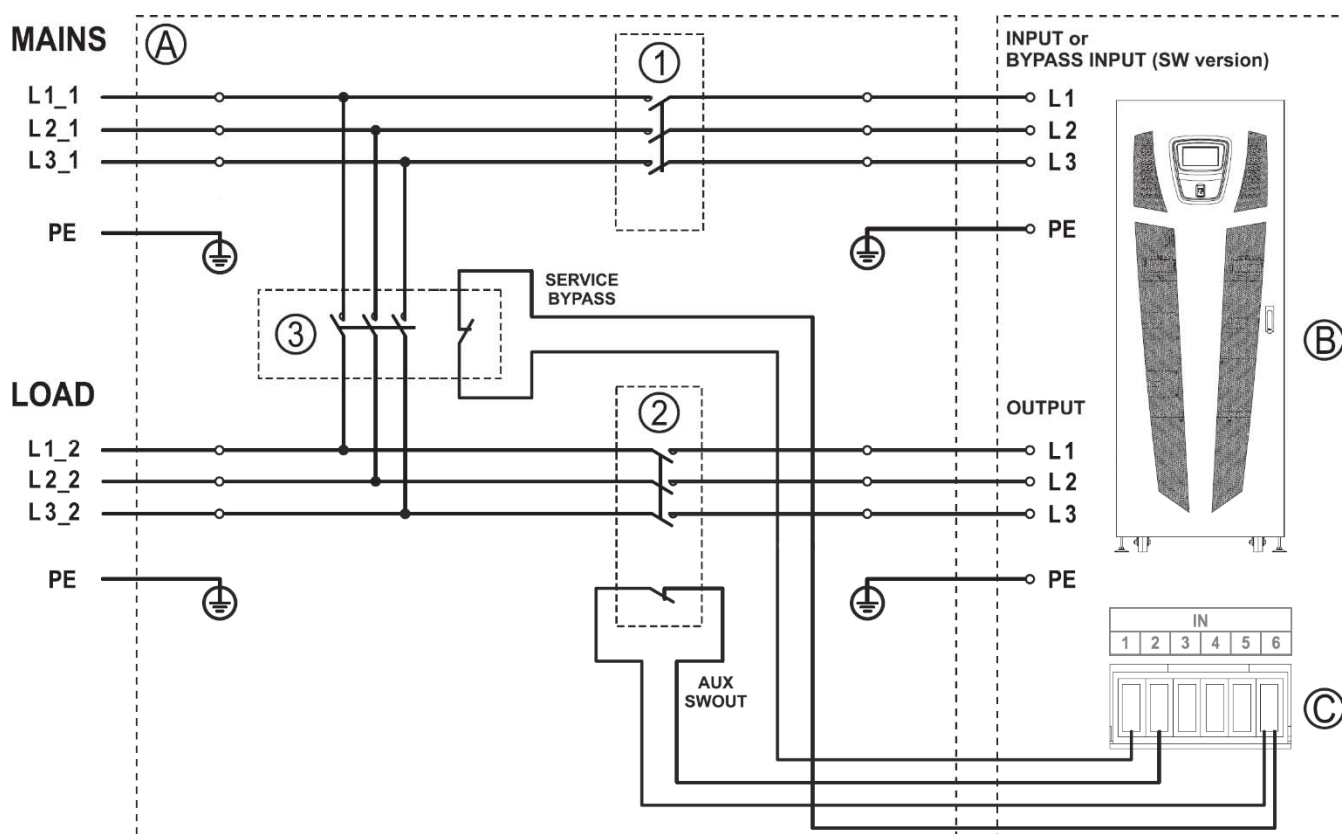 MAINS
A
1
INPUT or
BYPASS INPUT (SW version)
L1_1
L1
L2_1
L2
L3_1
L3
PE
PE
SERVICE
BYPASS
3
B
LOAD
2
OUTPUT
L1_2
L1
L2_2
L2
L3_2
L3
PE
PE
IN
1 2 3 4 5 6
AUX
SWOUT
C